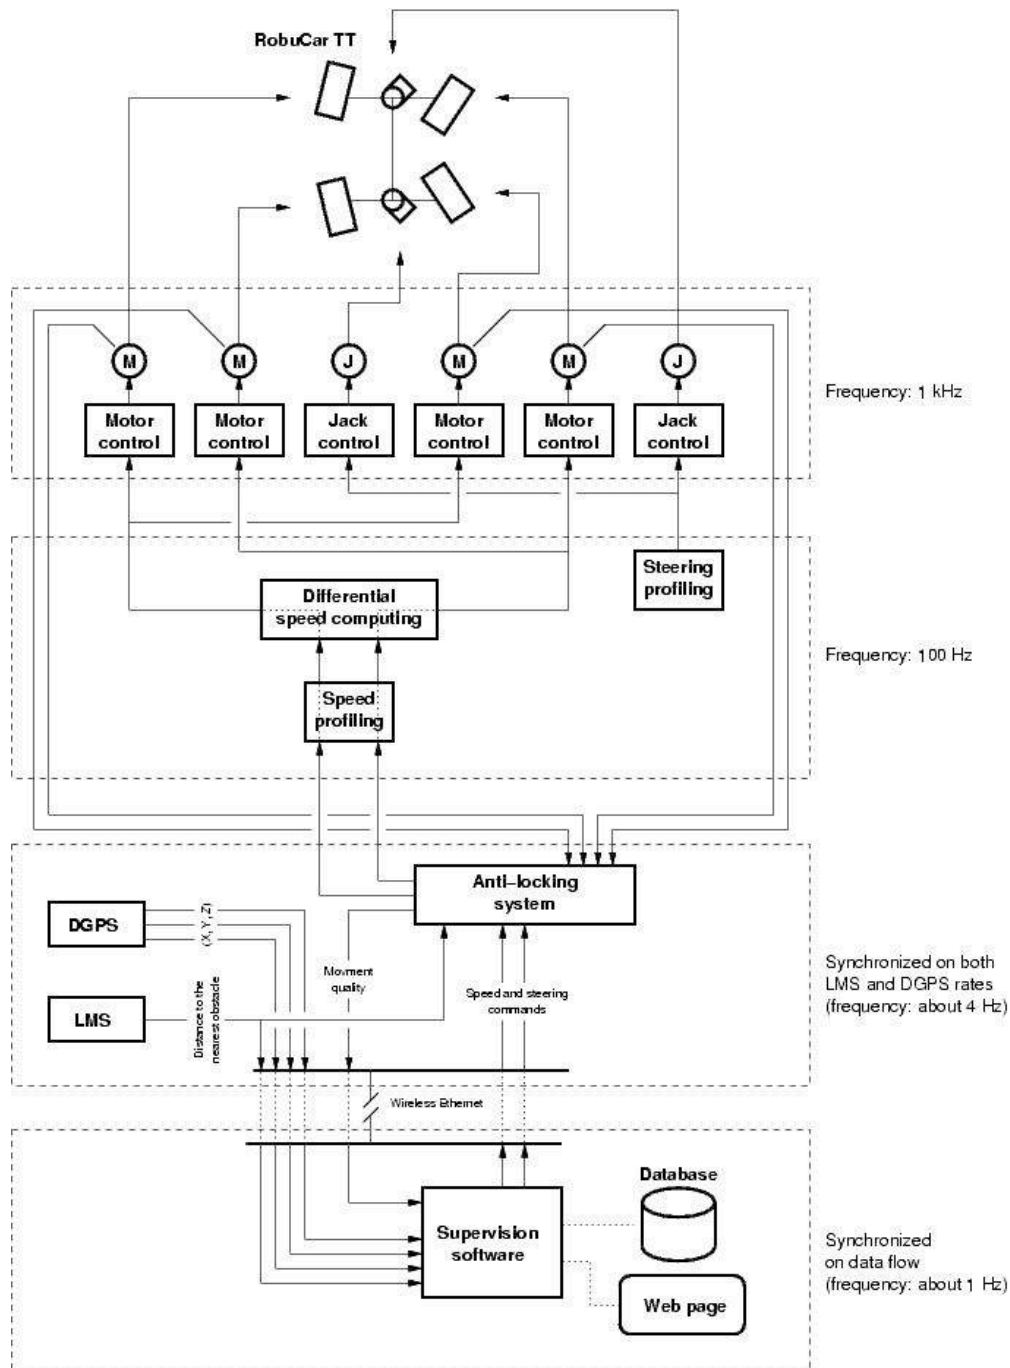 RobuCar TT
M
M
J
M
M
J
Motor
control
Motor
control
Jack
control
Motor
control
Motor
control
Jack
control
Frequency: 1 kHz
Differential
speed computing
Steering
profiling
Speed
profiling
Frequency: 100 Hz
Anti–locking
system
DGPS
(X, Y, Z)
LMS
Distance to the
nearest obstacle
Movment
quality
Speed and steering
commands
Synchronized on both
LMS and DGPS rates
(frequency: about 4 Hz)
Wireless Ethernet
Supervision
software
Database
Web page
Synchronized
on data flow
(frequency: about 1 Hz)